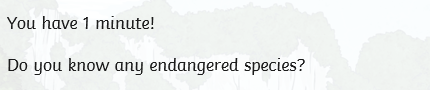 You have 1 minute!
Do you know any endangered species?